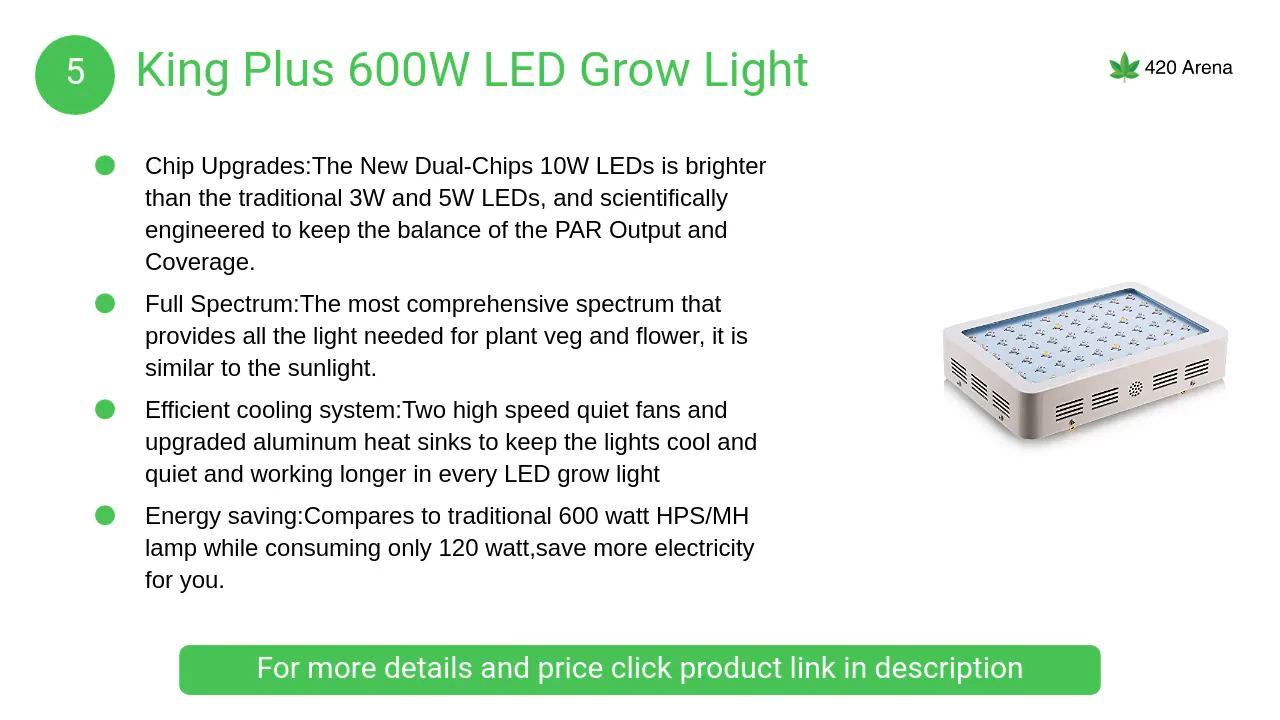 5
King Plus 600W LED Grow Light
420 Arena
Chip Upgrades:The New Dual-Chips 10W LEDs is brighter
than the traditional 3W and 5W LEDs, and scientifically
engineered to keep the balance of the PAR Output and
Coverage.
Full Spectrum:The most comprehensive spectrum that
provides all the light needed for plant veg and flower, it is
similar to the sunlight.
Efficient cooling system:Two high speed quiet fans and
upgraded aluminum heat sinks to keep the lights cool and
quiet and working longer in every LED grow light
Energy saving:Compares to traditional 600 watt HPS/MH
lamp while consuming only 120 watt,save more electricity
for you.
For more details and price click product link in description